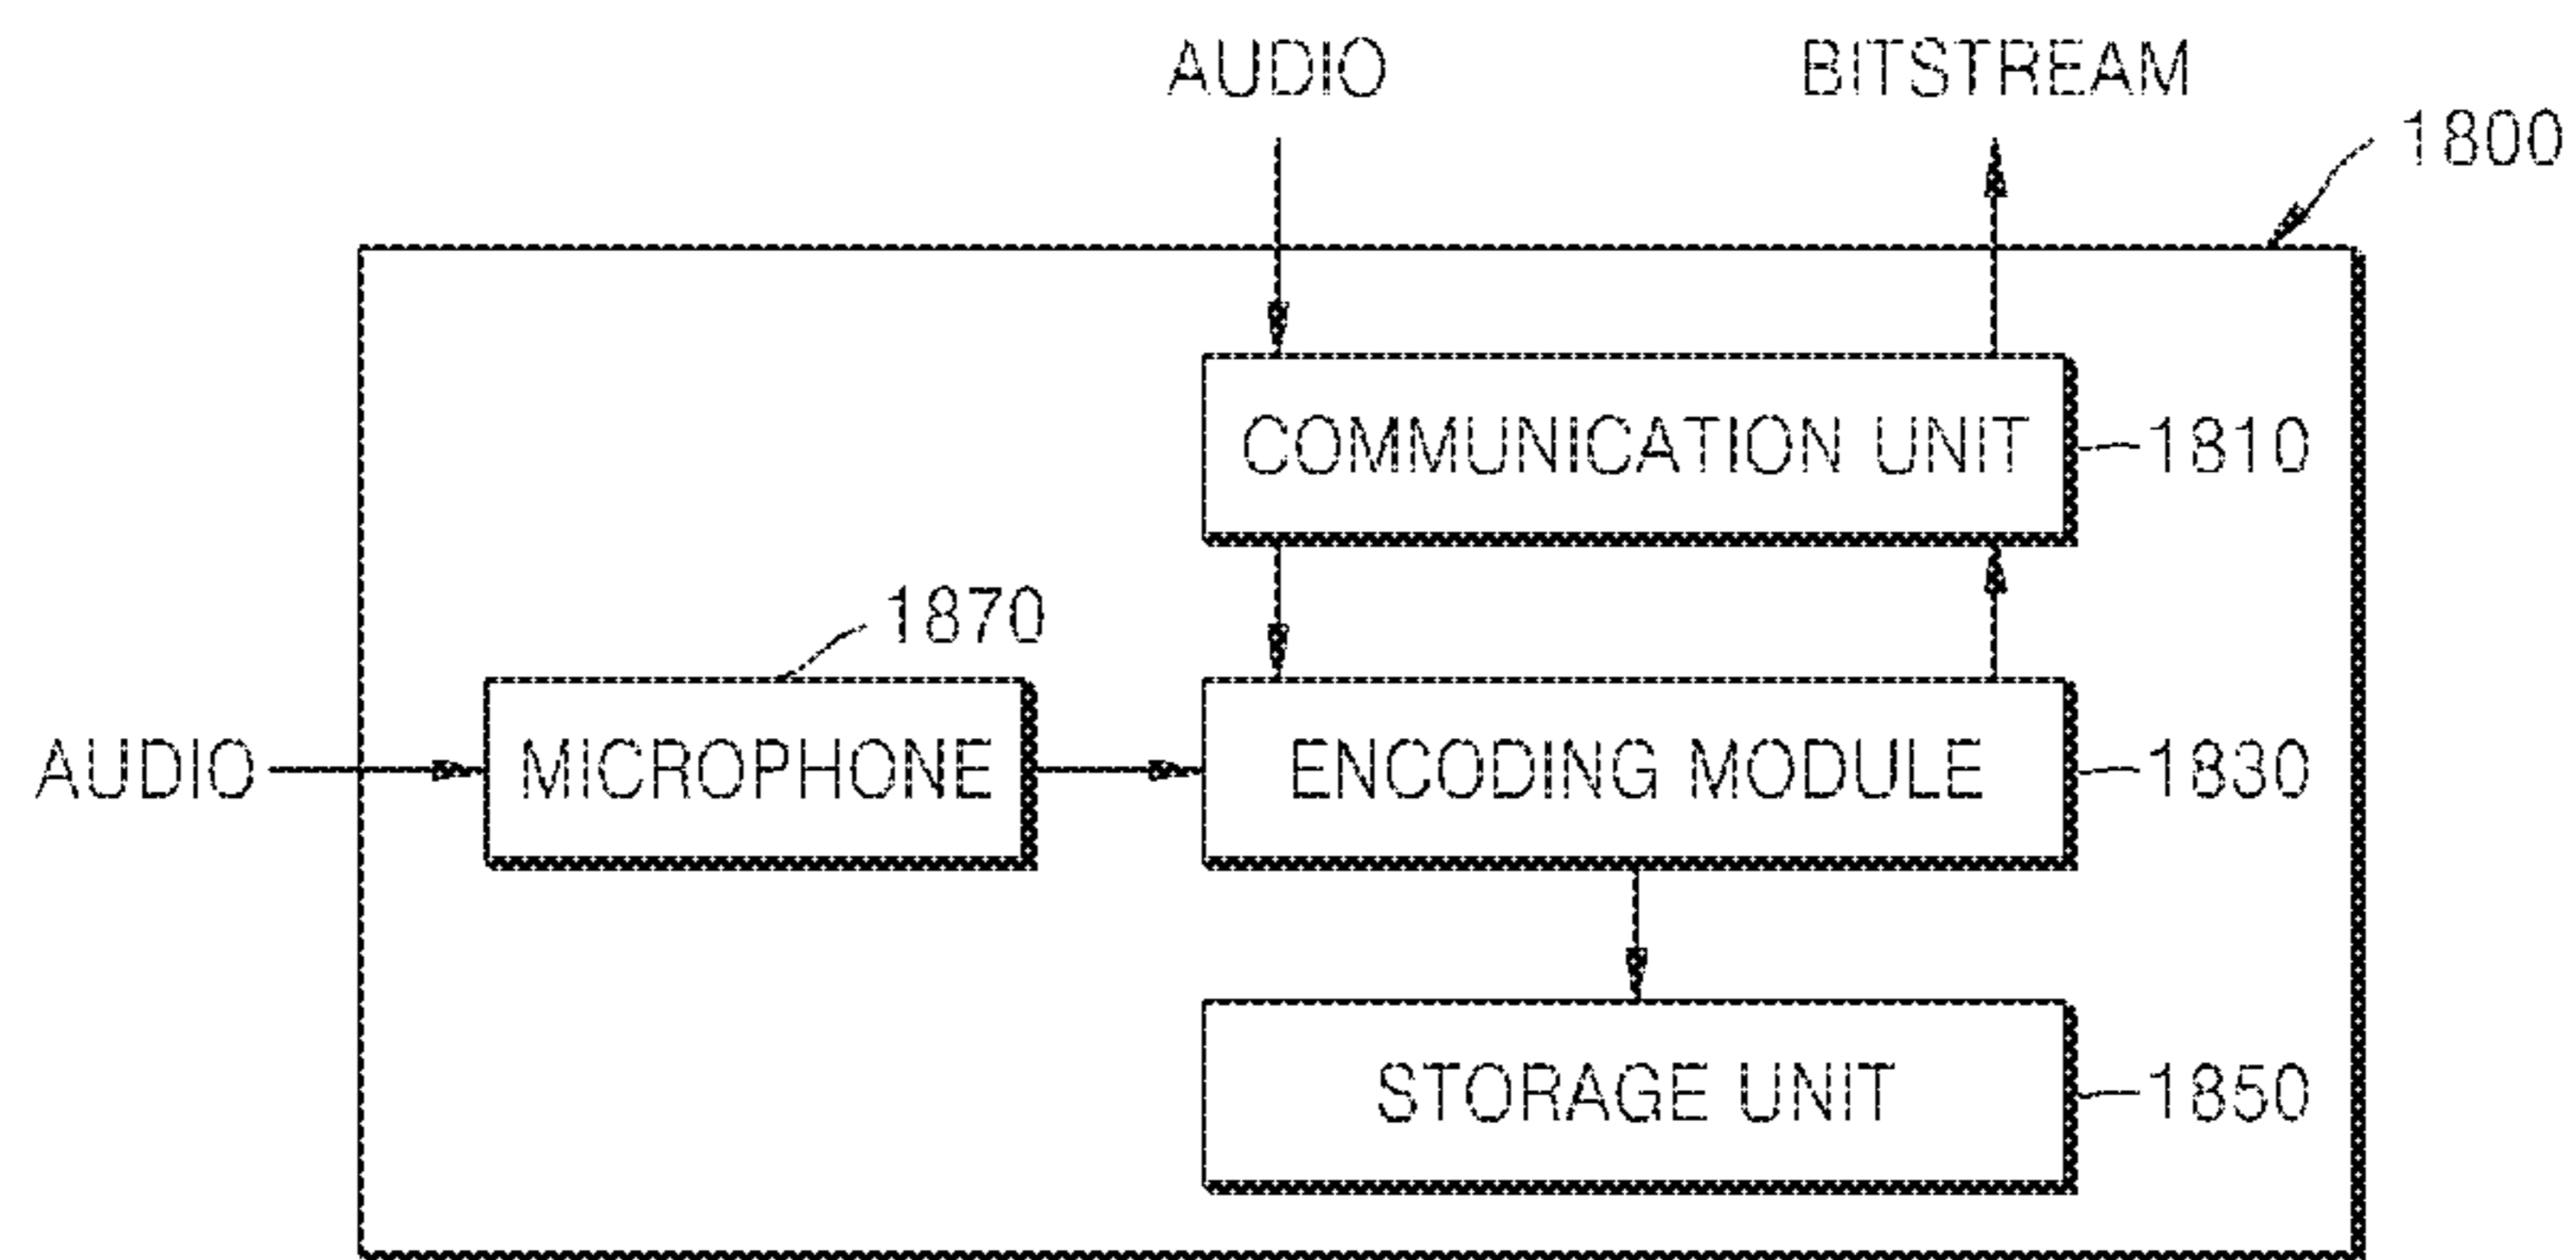 AUDIO BITSTREAM
1800
COMMUNICATION UNIT 1810
1870
AUDIO MICROPHONE ENCODING MODULE 1830
STORAGE UNIT 1850